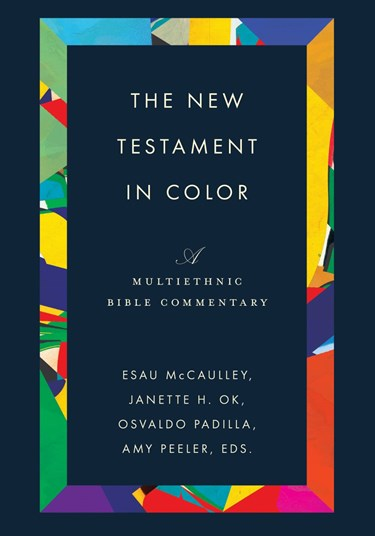 THE NEW
TESTAMENT
IN COLOR
A
MULTIETHNIC
BIBLE COMMENTARY
ESAU McCAULLEY,
JANETTE H. OK,
OSVALDO PADILLA,
AMY PEELER, EDS.